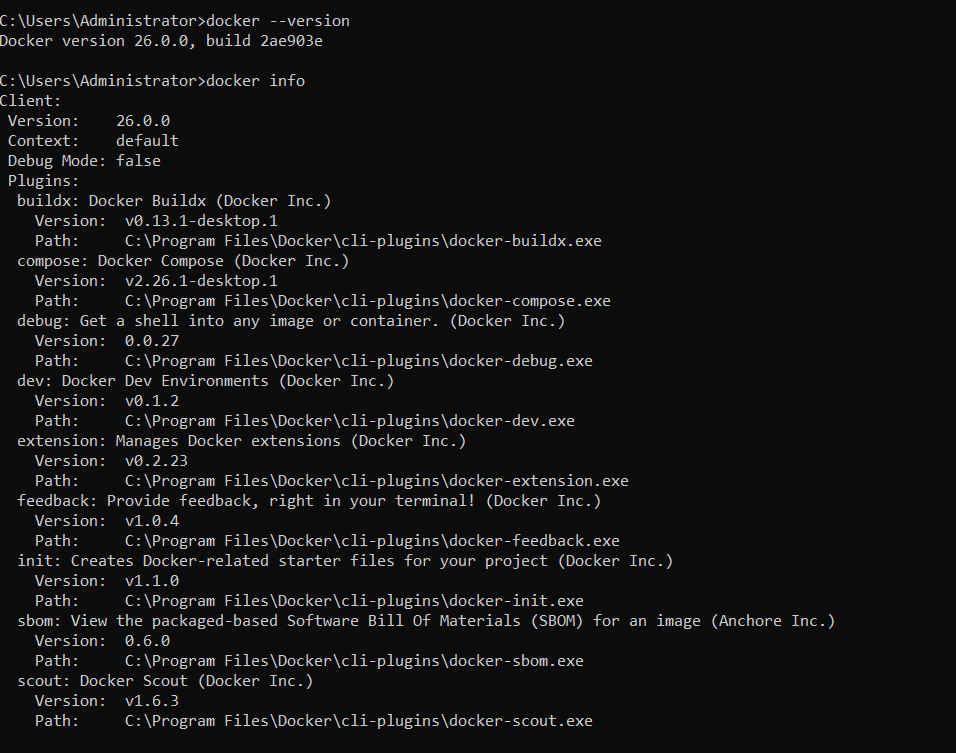 C:\Users\Administrator>docker --version
Docker version 26.0.0, build 2ae903e
C:\Users\Administrator>docker info
Client:
Version: 26.0.0
Context: default
Debug Mode: false
Plugins:
buildx: Docker Buildx (Docker Inc.)
Version: v0.13.1-desktop.1
Path: C:\Program Files\Docker\cli-plugins\docker-buildx.exe
compose: Docker Compose (Docker Inc.)
Version: v2.26.1-desktop.1
Path: C:\Program Files\Docker\cli-plugins\docker-compose.exe
debug: Get a shell into any image or container. (Docker Inc.)
Version: 0.0.27
Path: C:\Program Files\Docker\cli-plugins\docker-debug.exe
dev: Docker Dev Environments (Docker Inc.)
Version: v0.1.2
Path: C:\Program Files\Docker\cli-plugins\docker-dev.exe
extension: Manages Docker extensions (Docker Inc.)
Version: v0.2.23
Path: C:\Program Files\Docker\cli-plugins\docker-extension.exe
feedback: Provide feedback, right in your terminal! (Docker Inc.)
Version: v1.0.4
Path: C:\Program Files\Docker\cli-plugins\docker-feedback.exe
init: Creates Docker-related starter files for your project (Docker Inc.)
Version: v1.1.0
Path: C:\Program Files\Docker\cli-plugins\docker-init.exe
sbom: View the packaged-based Software Bill Of Materials (SBOM) for an image (Anchore Inc.)
Version: 0.6.0
Path: C:\Program Files\Docker\cli-plugins\docker-sbom.exe
scout: Docker Scout (Docker Inc.)
Version: v1.6.3
Path: C:\Program Files\Docker\cli-plugins\docker-scout.exe